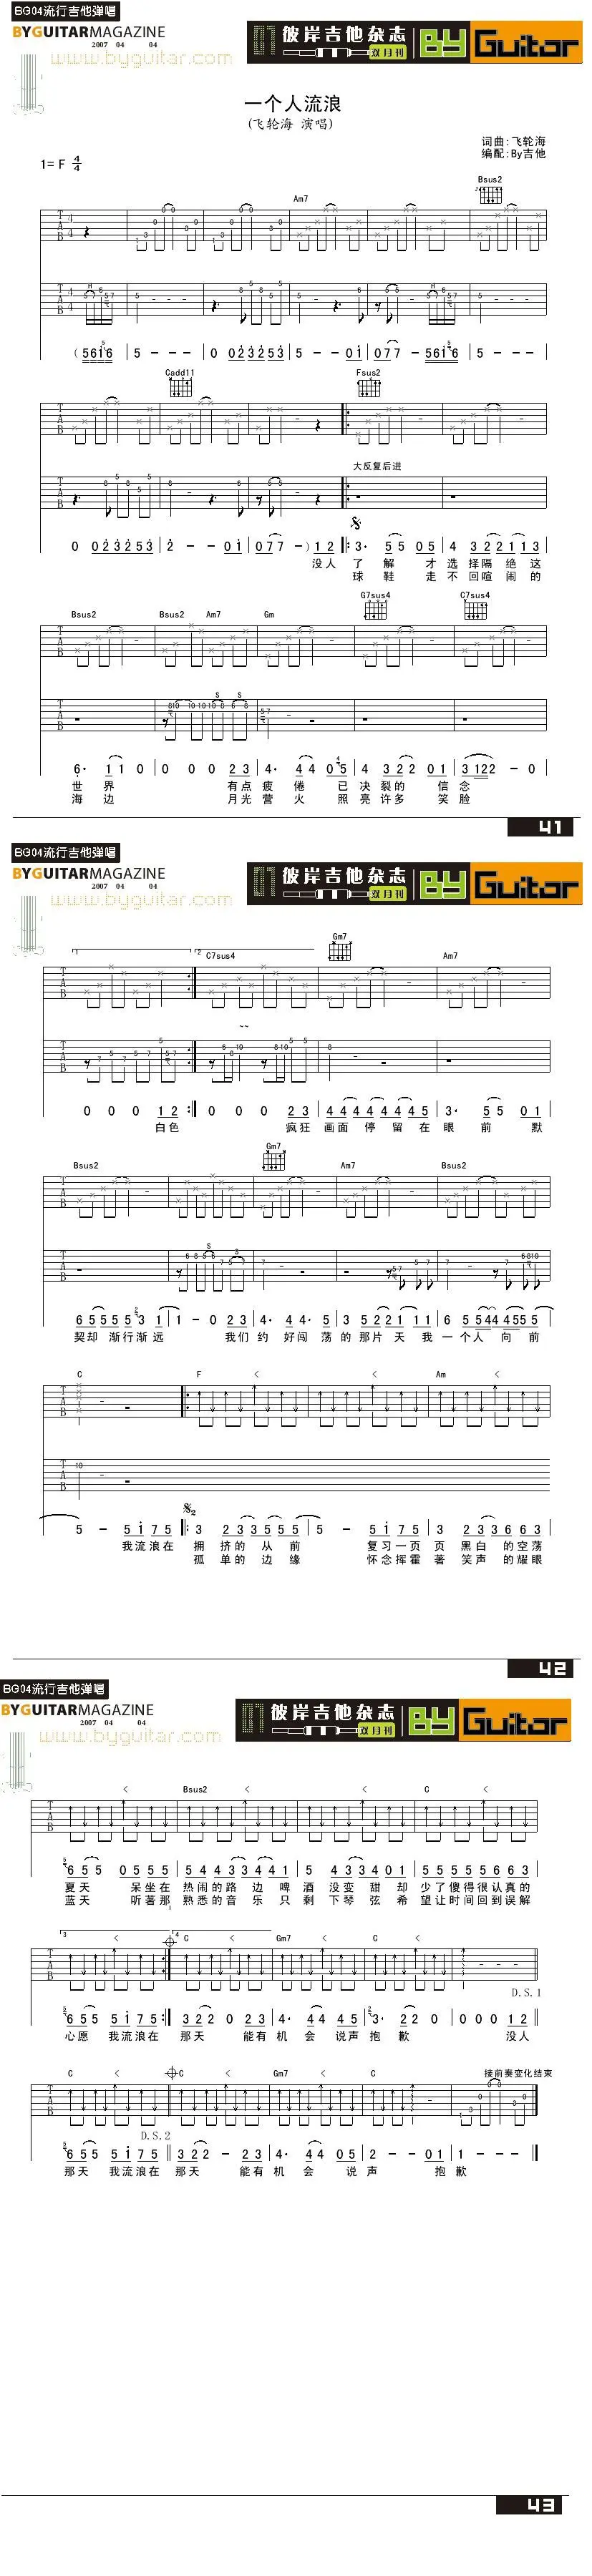 BG04流行吉他弹唱
BYGUITARMAGAZINE
2007 04 04
www.byguitar.com
01 彼岸吉他杂志 双月刊 By Guitar
一个人流浪
(飞轮海 演唱)
词曲:飞轮海
编配:By吉他
1= F 4/4
Am7 Bsus2
(5616 5 - - - 0 023253 5 - - 01 077 - 5616 5 - - -
Cadd11 Fsus2
大反复后进
0 023253 2 - - 01 077 - ) 12 3· 55 05 4 322113
没人 了解 才选择隔绝这
球鞋 走不回喧闹的
Bsus2 Bsus2 Am7 Gm G7sus4 C7sus4
6· 110 0 0 0 23 4· 44 05 4 322 01 3122 - 0
世界 有点疲倦 已决裂的 信念
海边 月光营火 照亮许多 笑脸
41
BG04流行吉他弹唱
BYGUITARMAGAZINE
2007 04 04
www.byguitar.com
01 彼岸吉他杂志 双月刊 By Guitar
1 2 C7sus4 Gm7 Am7
0 0 0 12 :| 0 0 0 23 44444445 3· 55 01
白色 疯狂 画面停留在眼前 默
Bsus2 Gm7 Am7 Bsus2
655555 3 1 1 - 0 23 4· 44· 5 3 5221 11 6 5544 4555
契却 渐行渐远 我们 约 好闯荡的那片天我一个人 向前
C F < < Am <
5 - 5175 3 233555 5 - 5175 3 233663
我流浪在 拥挤的从前 复习一页页黑白的空荡
孤单的边缘 怀念挥霍著笑声的耀眼
42
BG04流行吉他弹唱
BYGUITARMAGAZINE
2007 04 04
www.byguitar.com
01 彼岸吉他杂志 双月刊 By Guitar
< Bsus2 < < C <
655 0555 54433441 5 433401 55555663
夏天 呆坐在热闹的路边啤酒没变甜却少了傻得很认真的
蓝天 听著那熟悉的音乐只剩下琴弦希望让时间回到误解
3 < 4 C < Gm7 < C <
D.S.1
655 5175 :| 322 0 23 4· 44 45 3· 22 0 0 0 0 12
心愿 我流浪在 那天 能有机会 说声抱歉 没人
C < C < Gm7 < C 接前奏变化结束
D.S.2
655 5175 322 - 23 4· 44 05 2 - - 01 1 - - -
那天 我流浪在 那天 能有机会 说声 抱歉
43